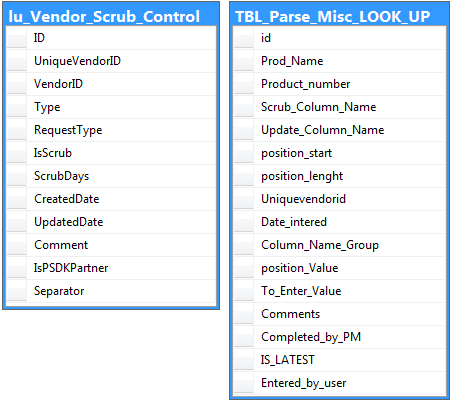 lu_Vendor_Scrub_Control
ID
UniqueVendorID
VendorID
Type
RequestType
IsScrub
ScrubDays
CreatedDate
UpdatedDate
Comment
IsPSDKPartner
Separator
TBL_Parse_Misc_LOOK_UP
id
Prod_Name
Product_number
Scrub_Column_Name
Update_Column_Name
position_start
position_lenght
Uniquevendorid
Date_intered
Column_Name_Group
position_Value
To_Enter_Value
Comments
Completed_by_PM
IS_LATEST
Entered_by_user